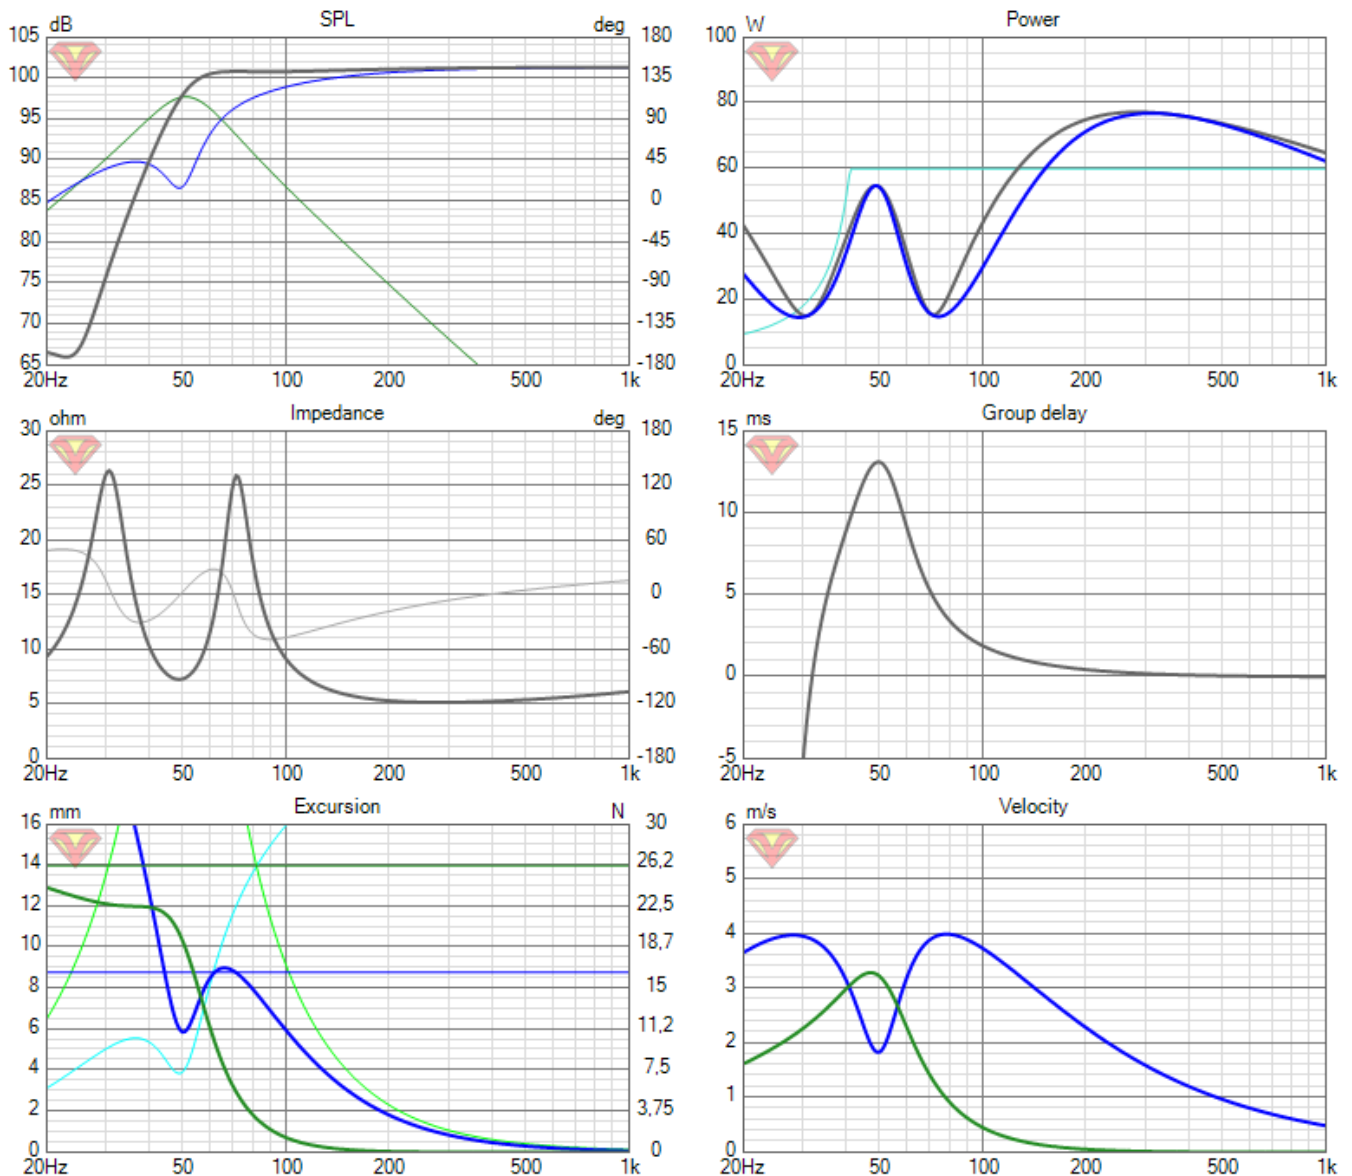 SPL
dB deg
105 180
100 135
95 90
90 45
85 0
80 -45
75 -90
70 -135
65 -180
20Hz 50 100 200 500 1k
Power
W
100
80
60
40
20
0
20Hz 50 100 200 500 1k
Impedance
ohm deg
30 180
25 120
20 60
15 0
10 -60
5 -120
0 -180
20Hz 50 100 200 500 1k
Group delay
ms
15
10
5
0
-5
20Hz 50 100 200 500 1k
Excursion
mm N
16 30
14 26,2
12 22,5
10 18,7
8 15
6 11,2
4 7,5
2 3,75
0 0
20Hz 50 100 200 500 1k
Velocity
m/s
6
5
4
3
2
1
0
20Hz 50 100 200 500 1k